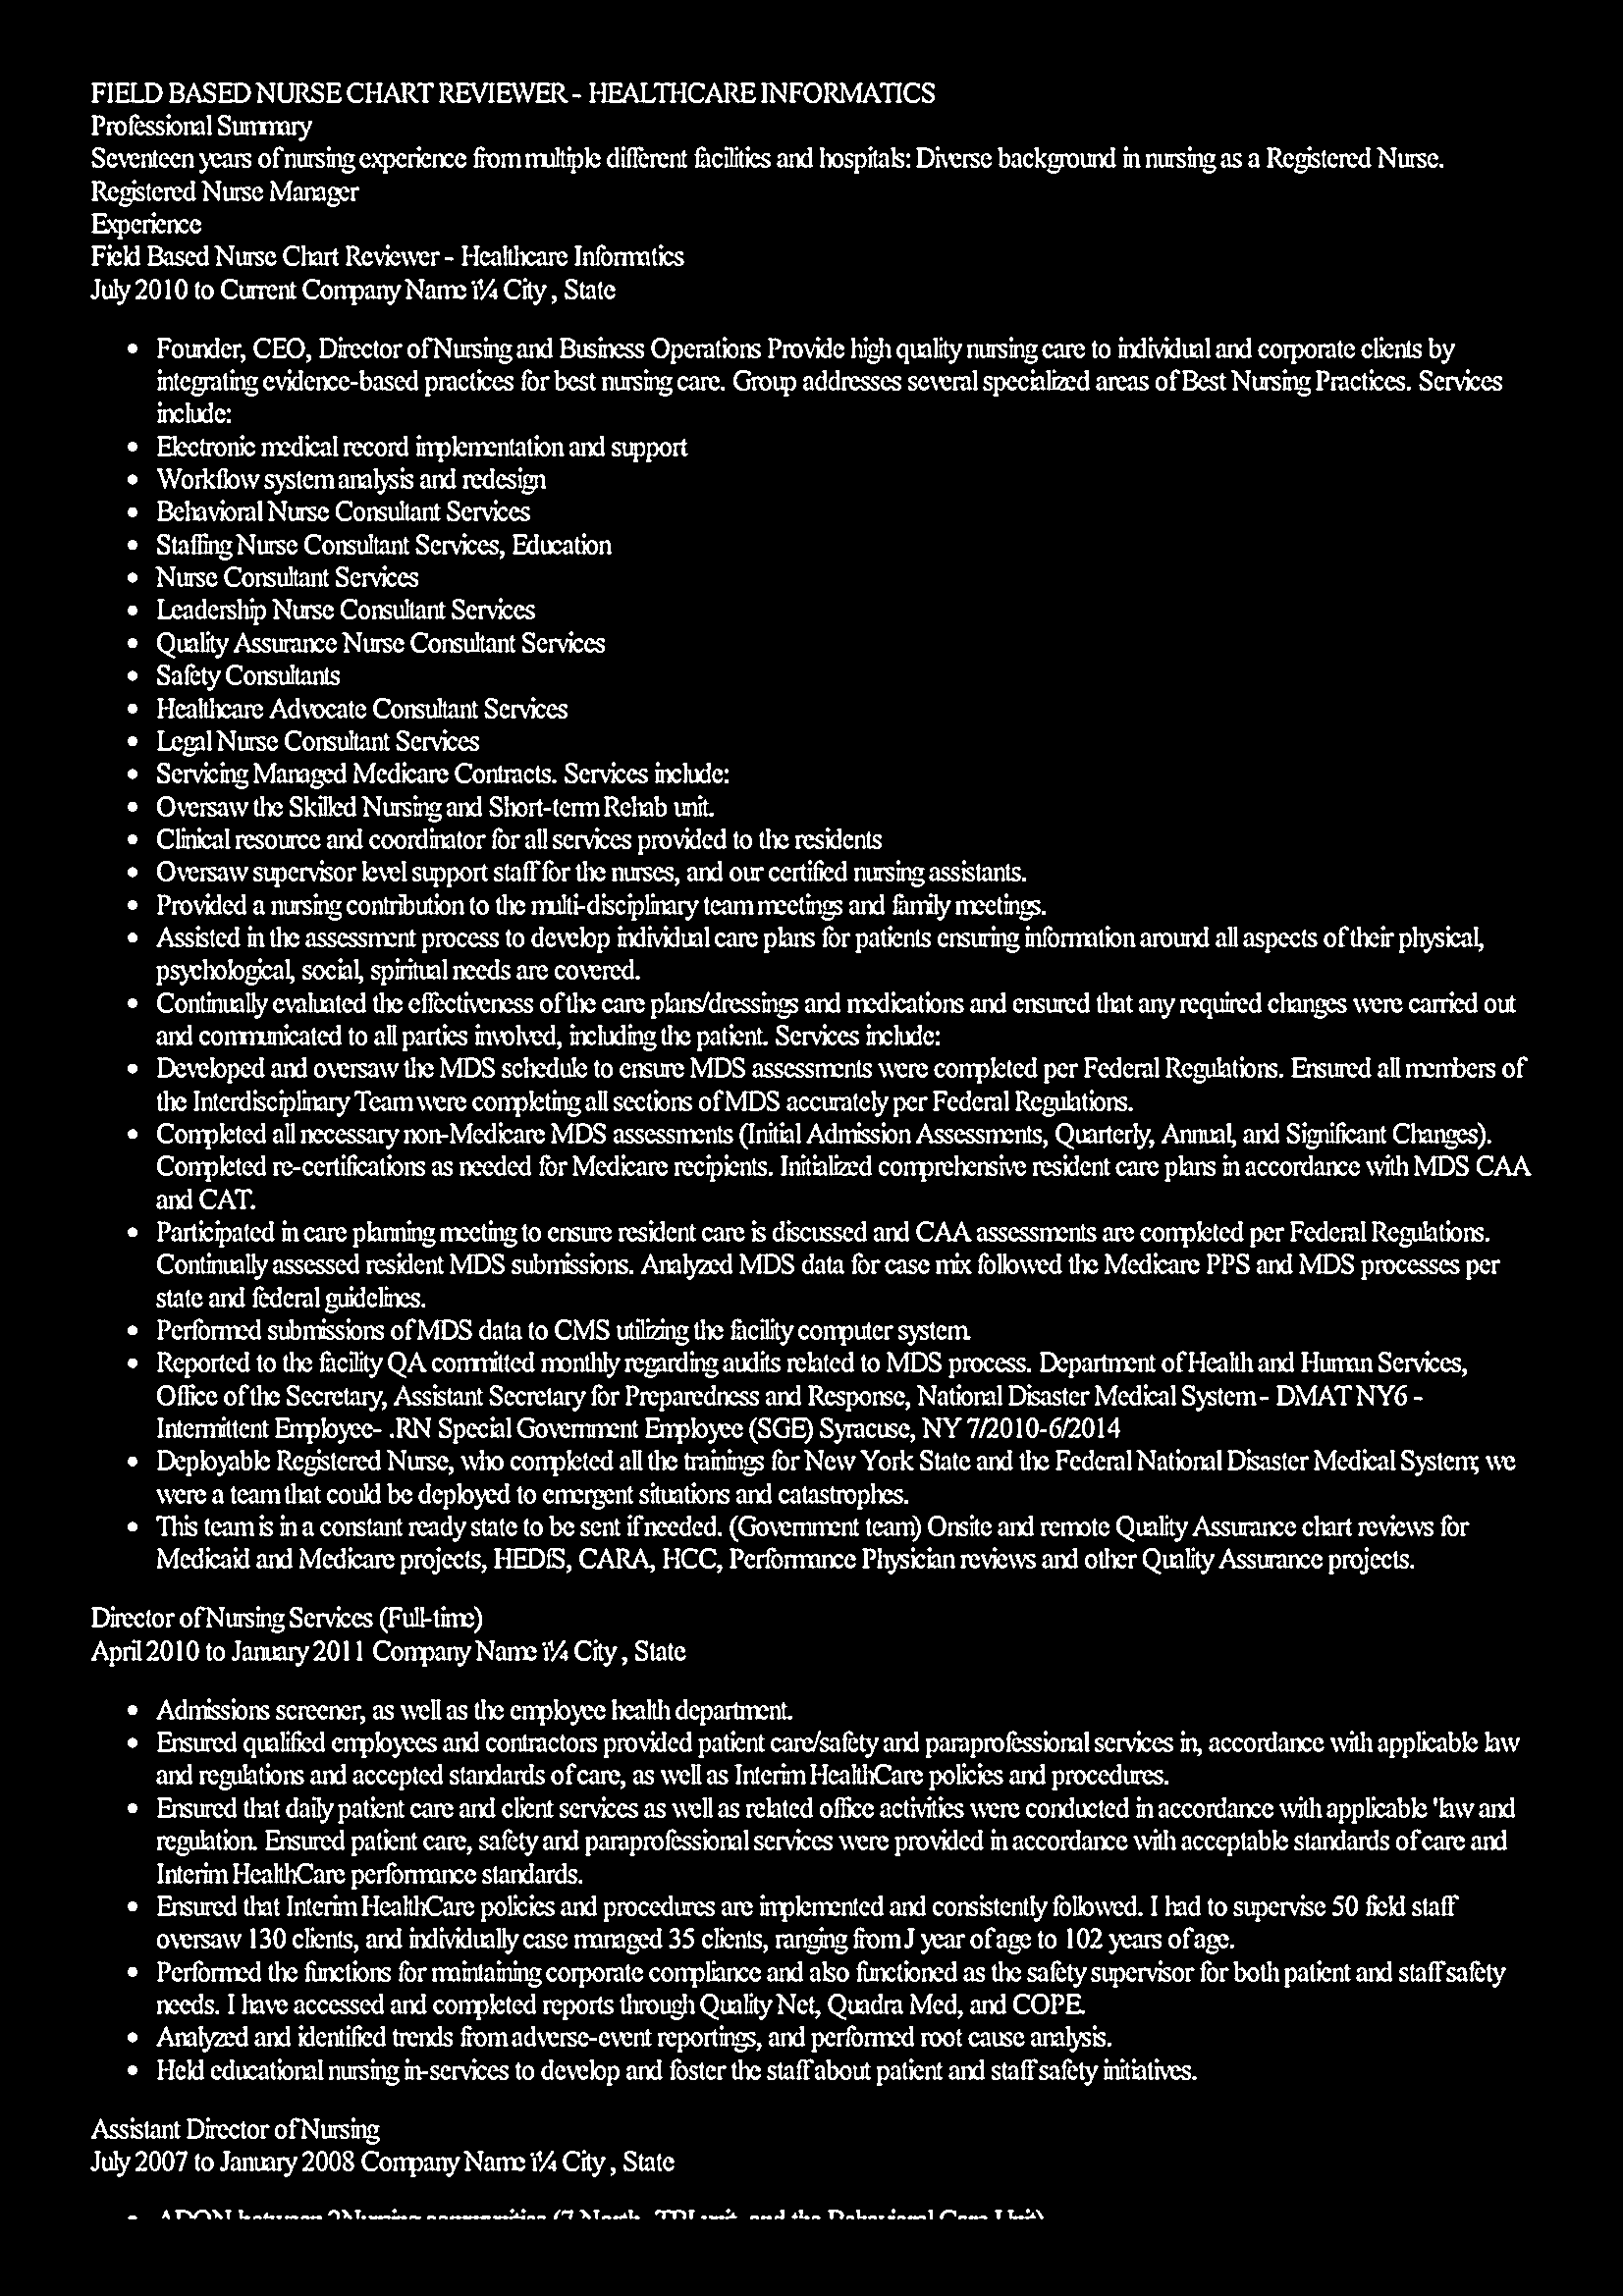 FIELD BASED NURSE CHART REVIEWER - HEALTHCARE INFORMATICS
Professional Summary
Seventeen years of nursing experience from multiple different facilities and hospitals: Diverse background in nursing as a Registered Nurse.
Registered Nurse Manager
Experience
Field Based Nurse Chart Reviewer - Healthcare Informatics
July 2010 to Current Company Name ï¼ City , State
• Founder, CEO, Director of Nursing and Business Operations Provide high quality nursing care to individual and corporate clients by
integrating evidence-based practices for best nursing care. Group addresses several specialized areas of Best Nursing Practices. Services
include:
• Electronic medical record implementation and support
• Workflow system analysis and redesign
• Behavioral Nurse Consultant Services
• Staffing Nurse Consultant Services, Education
• Nurse Consultant Services
• Leadership Nurse Consultant Services
• Quality Assurance Nurse Consultant Services
• Safety Consultants
• Healthcare Advocate Consultant Services
• Legal Nurse Consultant Services
• Servicing Managed Medicare Contracts. Services include:
• Oversaw the Skilled Nursing and Short-term Rehab unit.
• Clinical resource and coordinator for all services provided to the residents
• Oversaw supervisor level support staff for the nurses, and our certified nursing assistants.
• Provided a nursing contribution to the multi-disciplinary team meetings and family meetings.
• Assisted in the assessment process to develop individual care plans for patients ensuring information around all aspects of their physical,
psychological, social, spiritual needs are covered.
• Continually evaluated the effectiveness of the care plans/dressings and medications and ensured that any required changes were carried out
and communicated to all parties involved, including the patient. Services include:
• Developed and oversaw the MDS schedule to ensure MDS assessments were completed per Federal Regulations. Ensured all members of
the Interdisciplinary Team were completing all sections of MDS accurately per Federal Regulations.
• Completed all necessary non-Medicare MDS assessments (Initial Admission Assessments, Quarterly, Annual, and Significant Changes).
Completed re-certifications as needed for Medicare recipients. Initialized comprehensive resident care plans in accordance with MDS CAA
and CAT.
• Participated in care planning meeting to ensure resident care is discussed and CAA assessments are completed per Federal Regulations.
Continually assessed resident MDS submissions. Analyzed MDS data for case mix followed the Medicare PPS and MDS processes per
state and federal guidelines.
• Performed submissions of MDS data to CMS utilizing the facility computer system.
• Reported to the facility QA committed monthly regarding audits related to MDS process. Department of Health and Human Services,
Office of the Secretary, Assistant Secretary for Preparedness and Response, National Disaster Medical System - DMAT NY6 -
Intermittent Employee- .RN Special Government Employee (SGE) Syracuse, NY 7/2010-6/2014
• Deployable Registered Nurse, who completed all the trainings for New York State and the Federal National Disaster Medical System; we
were a team that could be deployed to emergent situations and catastrophes.
• This team is in a constant ready state to be sent if needed. (Government team) Onsite and remote Quality Assurance chart reviews for
Medicaid and Medicare projects, HEDIS, CARA, HCC, Performance Physician reviews and other Quality Assurance projects.
Director of Nursing Services (Full-time)
April 2010 to January 2011 Company Name ï¼ City , State
• Admissions screener, as well as the employee health department.
• Ensured qualified employees and contractors provided patient care/safety and paraprofessional services in, accordance with applicable law
and regulations and accepted standards of care, as well as Interim HealthCare policies and procedures.
• Ensured that daily patient care and client services as well as related office activities were conducted in accordance with applicable 'law and
regulation. Ensured patient care, safety and paraprofessional services were provided in accordance with acceptable standards of care and
Interim HealthCare performance standards.
• Ensured that Interim HealthCare policies and procedures are implemented and consistently followed. I had to supervise 50 field staff
oversaw 130 clients, and individually case managed 35 clients, ranging from J year of age to 102 years of age.
• Performed the functions for maintaining corporate compliance and also functioned as the safety supervisor for both patient and staff safety
needs. I have accessed and completed reports through Quality Net, Quadra Med, and COPE.
• Analyzed and identified trends from adverse-event reportings, and performed root cause analysis.
• Held educational nursing in-services to develop and foster the staff about patient and staff safety initiatives.
Assistant Director of Nursing
July 2007 to January 2008 Company Name ï¼ City , State